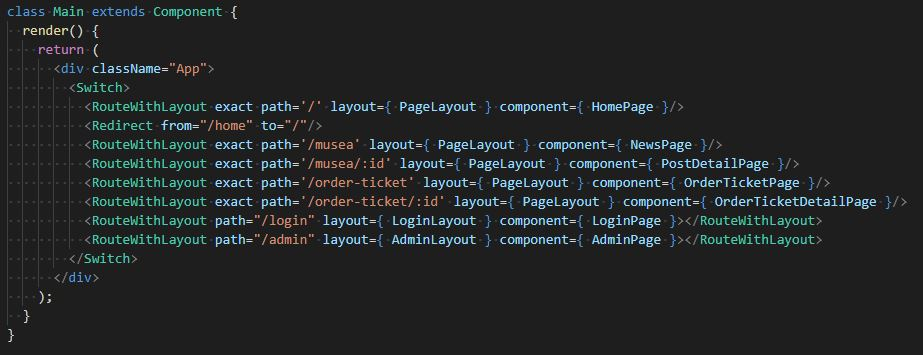 class Main extends Component {
  render() {
    return (
      <div className="App">
        <Switch>
          <RouteWithLayout exact path='/' layout={ PageLayout } component={ HomePage }/>
          <Redirect from="/home" to="/"/>
          <RouteWithLayout exact path='/musea' layout={ PageLayout } component={ NewsPage }/>
          <RouteWithLayout exact path='/musea/:id' layout={ PageLayout } component={ PostDetailPage }/>
          <RouteWithLayout exact path='/order-ticket' layout={ PageLayout } component={ OrderTicketPage }/>
          <RouteWithLayout exact path='/order-ticket/:id' layout={ PageLayout } component={ OrderTicketDetailPage }/>
          <RouteWithLayout path="/login" layout={ LoginLayout } component={ LoginPage }></RouteWithLayout>
          <RouteWithLayout path="/admin" layout={ AdminLayout } component={ AdminPage }></RouteWithLayout>
        </Switch>
      </div>
    );
  }
}